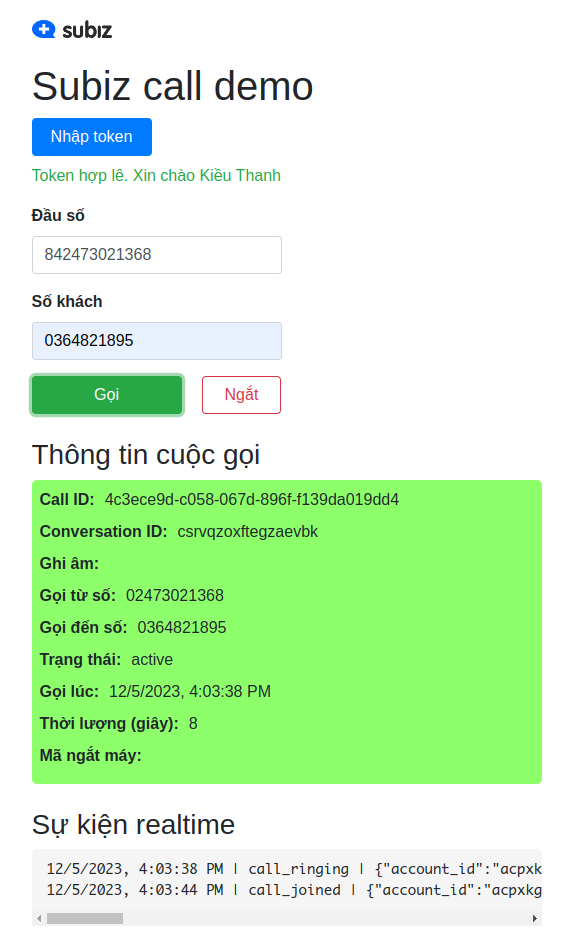 subiz
Subiz call demo
Nhập token
Token hợp lê. Xin chào Kiều Thanh
Đầu số
842473021368
Số khách
0364821895
Gọi
Ngắt
Thông tin cuộc gọi
Call ID: 4c3ece9d-c058-067d-896f-f139da019dd4
Conversation ID: csrvqzoxftegzaevbk
Ghi âm:
Gọi từ số: 02473021368
Gọi đến số: 0364821895
Trạng thái: active
Gọi lúc: 12/5/2023, 4:03:38 PM
Thời lượng (giây): 8
Mã ngắt máy:
Sự kiện realtime
12/5/2023, 4:03:38 PM | call_ringing | {"account_id":"acpxk
12/5/2023, 4:03:44 PM | call_joined | {"account_id":"acpxkg